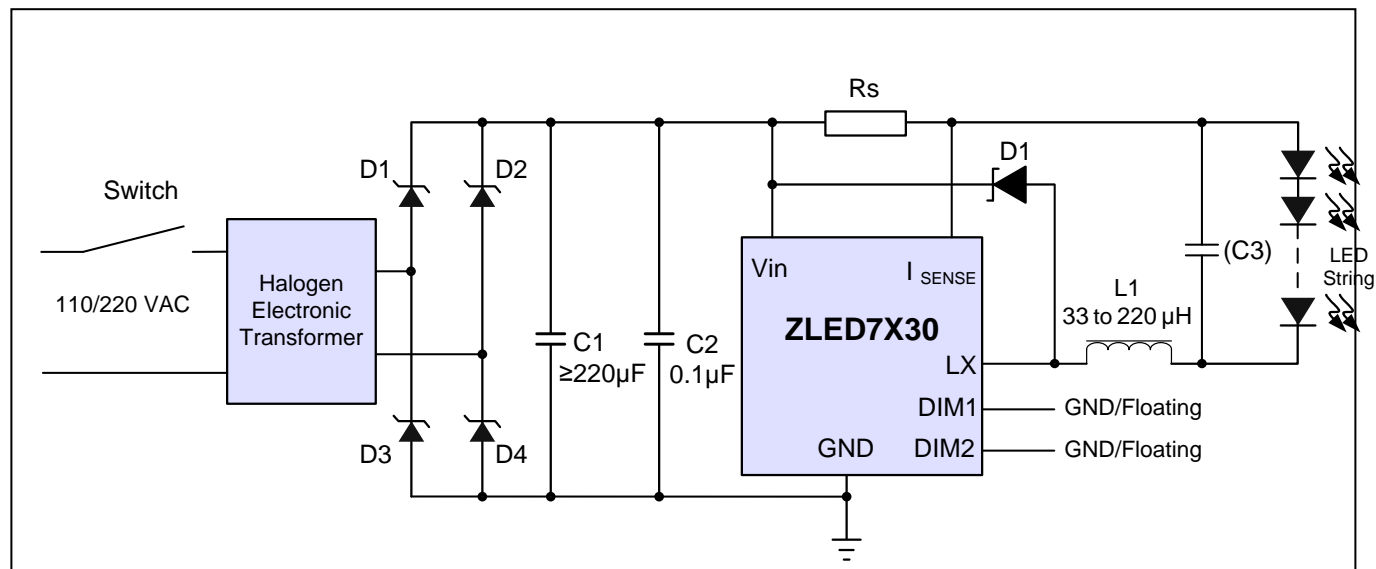 Rs
D1
D1
D2
Switch
Vin
I SENSE
(C3)
LED
String
Halogen
Electronic
Transformer
110/220 VAC
L1
33 to 220 µH
ZLED7X30
C1
≥220µF
C2
0.1µF
LX
DIM1
GND/Floating
D3
D4
GND
DIM2
GND/Floating